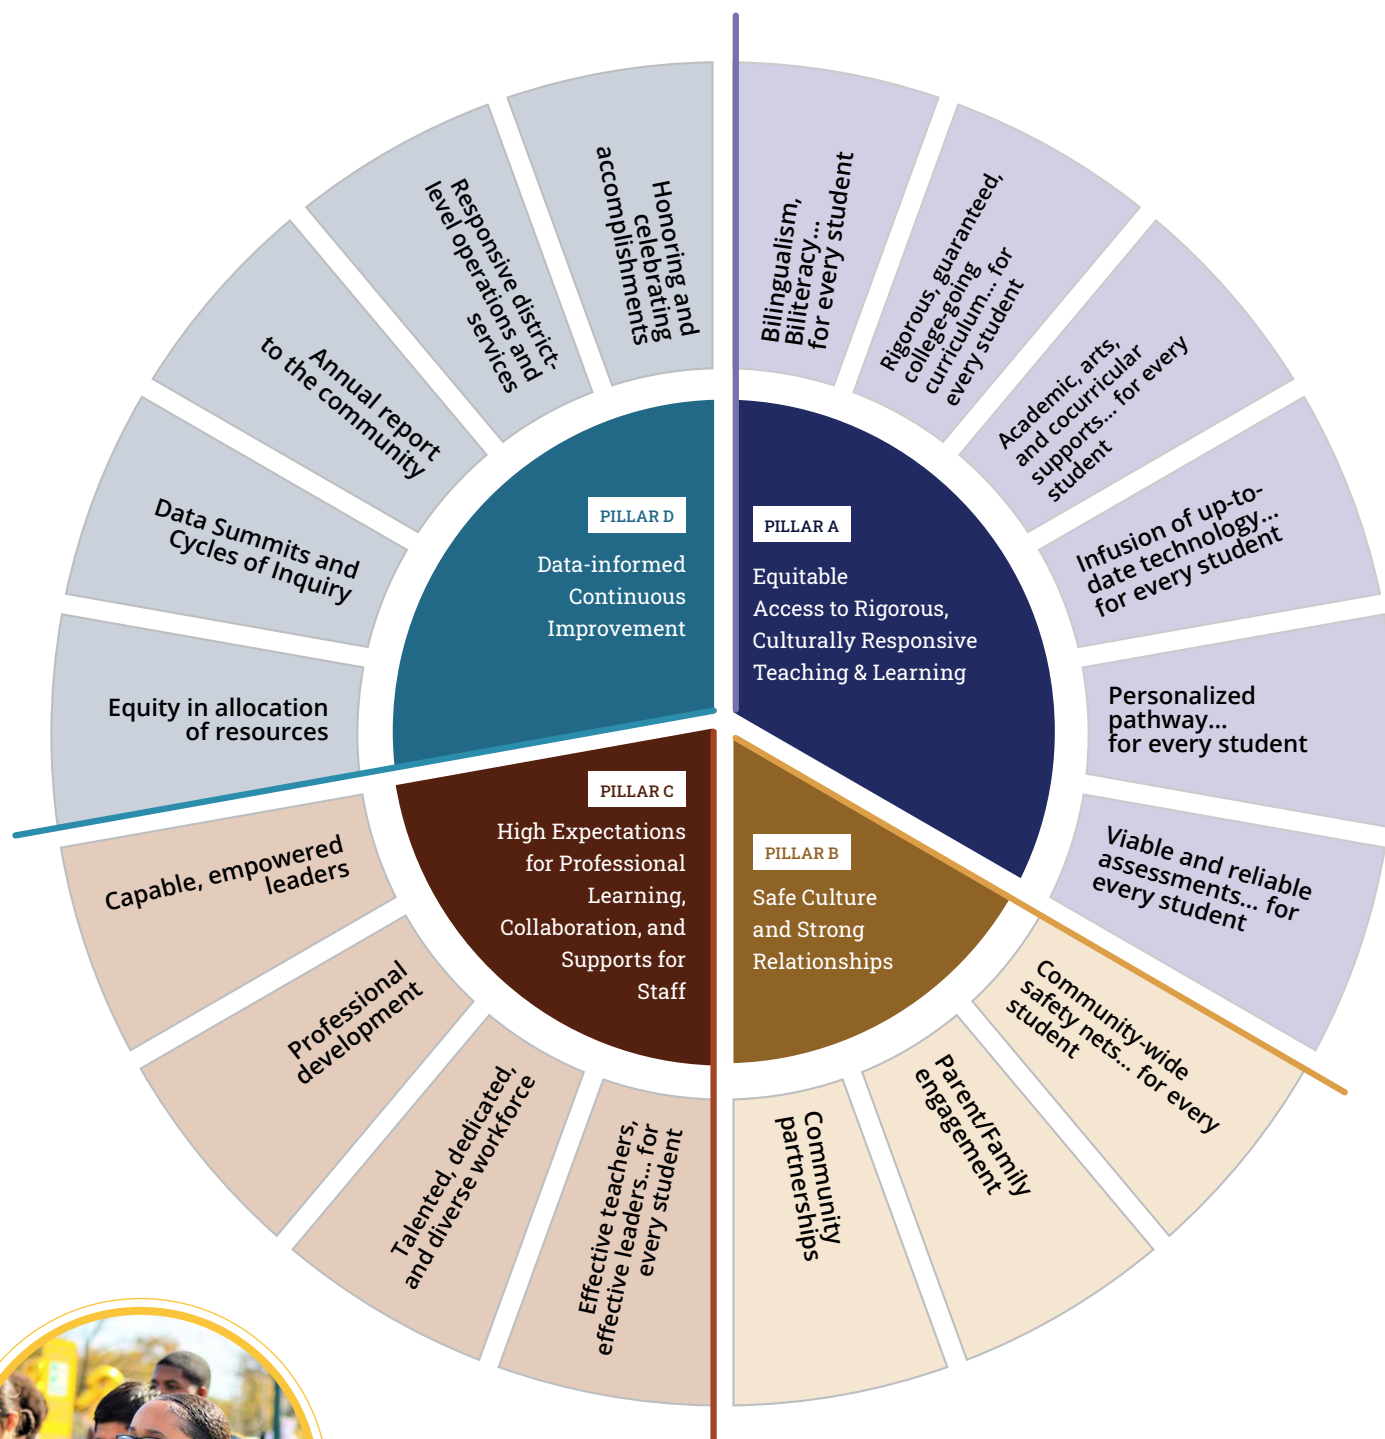 PILLAR A
Equitable
Access to Rigorous,
Culturally Responsive
Teaching & Learning
Bilingualism,
Biliteracy...
for every student
Rigorous, guaranteed,
college-going
curriculum... for
every student
Academic, arts,
and cocurricular
supports... for every
student
Infusion of up-to-
date technology...
for every student
Personalized
pathway...
for every student
Viable and reliable
assessments... for
every student
PILLAR B
Safe Culture
and Strong
Relationships
Community-wide
safety nets... for every
student
Parent/Family
engagement
Community
partnerships
PILLAR C
High Expectations
for Professional
Learning,
Collaboration, and
Supports for
Staff
Effective teachers,
effective leaders... for
every student
Talented, dedicated,
and diverse workforce
Professional
development
Capable, empowered
leaders
PILLAR D
Data-informed
Continuous
Improvement
Equity in allocation
of resources
Data Summits and
Cycles of Inquiry
Annual report
to the community
Responsive district-
level operations and
services
Honoring and
celebrating
accomplishments